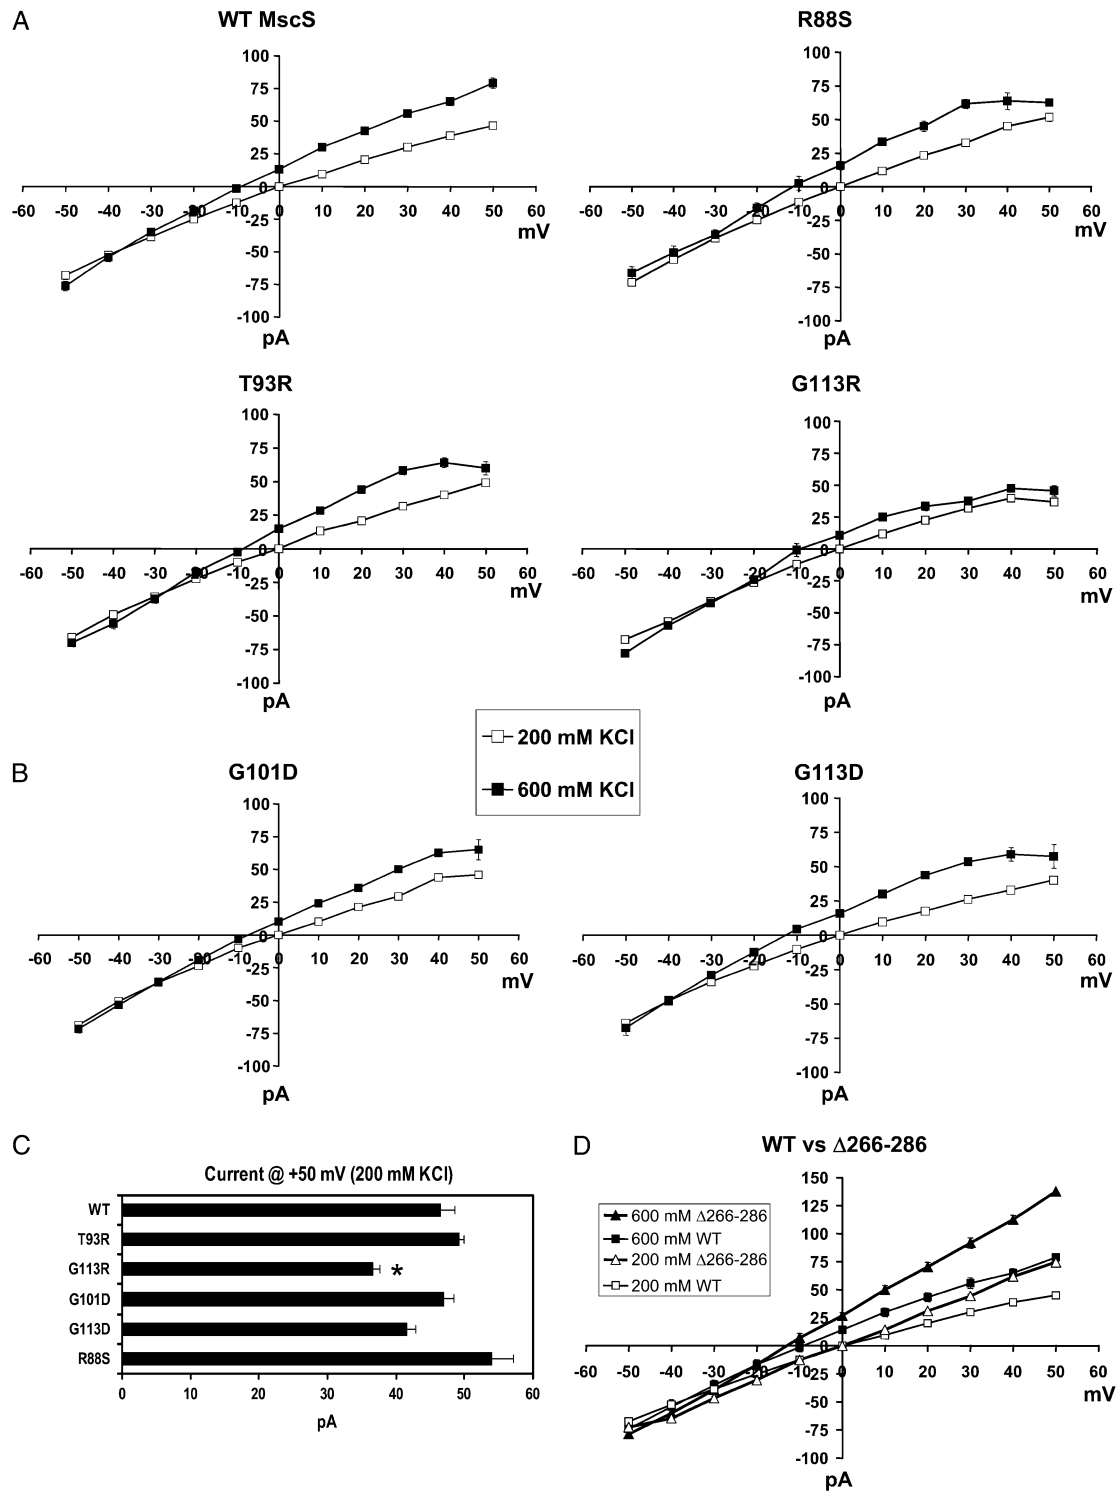 A
WT MscS
100
75
50
25
0
-25
-50
-75
-100
-60 -50 -40 -30 -20 -10 0 10 20 30 40 50 60
mV
pA
R88S
100
75
50
25
0
-25
-50
-75
-100
-60 -50 -40 -30 -20 -10 0 10 20 30 40 50 60
mV
pA
T93R
100
75
50
25
0
-25
-50
-75
-100
-60 -50 -40 -30 -20 -10 0 10 20 30 40 50 60
mV
pA
G113R
100
75
50
25
0
-25
-50
-75
-100
-60 -50 -40 -30 -20 -10 0 10 20 30 40 50 60
mV
pA
200 mM KCl
600 mM KCl
B
G101D
100
75
50
25
0
-25
-50
-75
-100
-60 -50 -40 -30 -20 -10 0 10 20 30 40 50 60
mV
pA
G113D
100
75
50
25
0
-25
-50
-75
-100
-60 -50 -40 -30 -20 -10 0 10 20 30 40 50 60
mV
pA
C
Current @ +50 mV (200 mM KCl)
WT
T93R
G113R *
G101D
G113D
R88S
0 10 20 30 40 50 60
pA
D
WT vs Δ266-286
600 mM Δ266-286
600 mM WT
200 mM Δ266-286
200 mM WT
150
125
100
75
50
25
0
-25
-50
-75
-100
-60 -50 -40 -30 -20 -10 0 10 20 30 40 50 60
mV
pA